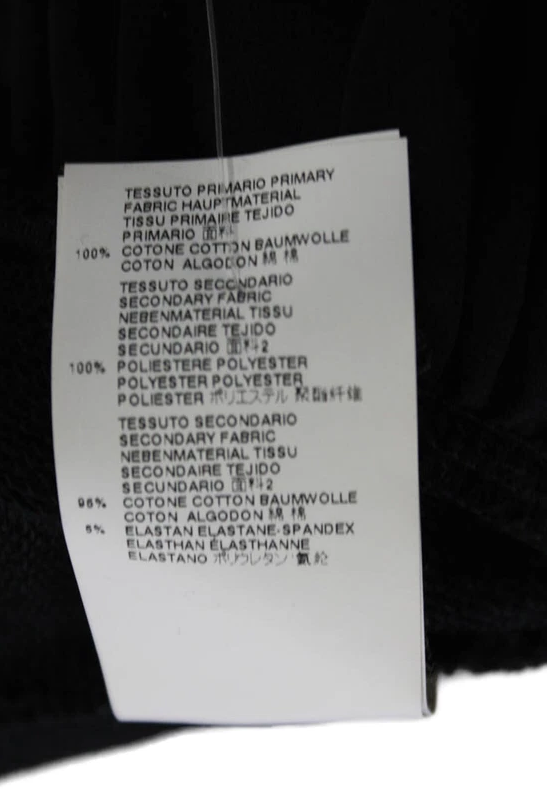 TESSUTO PRIMARIO PRIMARY
FABRIC HAUPTMATERIAL
TISSU PRIMAIRE TEJIDO
PRIMARIO 面料
100% COTONE COTTON BAUMWOLLE
COTON ALGODON 綿 棉
TESSUTO SECONDARIO
SECONDARY FABRIC
NEBENMATERIAL TISSU
SECONDAIRE TEJIDO
SECUNDARIO 面料2
100% POLIESTERE POLYESTER
POLYESTER POLYESTER
POLIESTER ポリエステル 聚酯纤维
TESSUTO SECONDARIO
SECONDARY FABRIC
NEBENMATERIAL TISSU
SECONDAIRE TEJIDO
SECUNDARIO 面料2
95% COTONE COTTON BAUMWOLLE
COTON ALGODON 綿 棉
5% ELASTAN ELASTANE-SPANDEX
ELASTHAN ÉLASTHANNE
ELASTANO ポリウレタン 氨纶